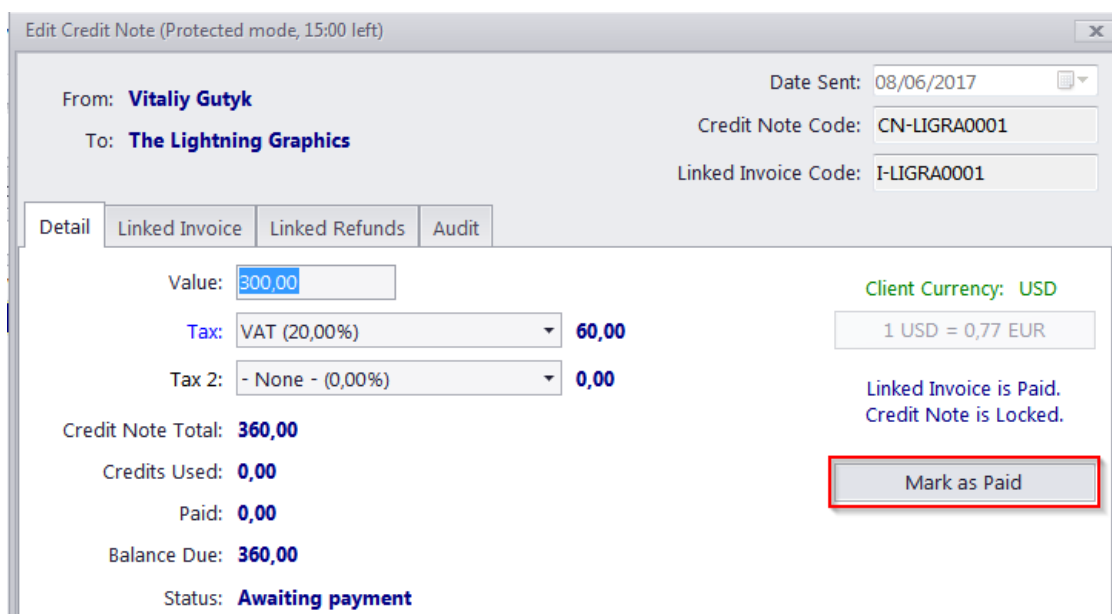 Edit Credit Note (Protected mode, 15:00 left)
From: Vitaliy Gutyk
To: The Lightning Graphics
Date Sent: 08/06/2017
Credit Note Code: CN-LIGRA0001
Linked Invoice Code: I-LIGRA0001
Detail Linked Invoice Linked Refunds Audit
Value: 300,00
Tax: VAT (20,00%) 60,00
Tax 2: - None - (0,00%) 0,00
Credit Note Total: 360,00
Credits Used: 0,00
Paid: 0,00
Balance Due: 360,00
Status: Awaiting payment
Client Currency: USD
1 USD = 0,77 EUR
Linked Invoice is Paid.
Credit Note is Locked.
Mark as Paid